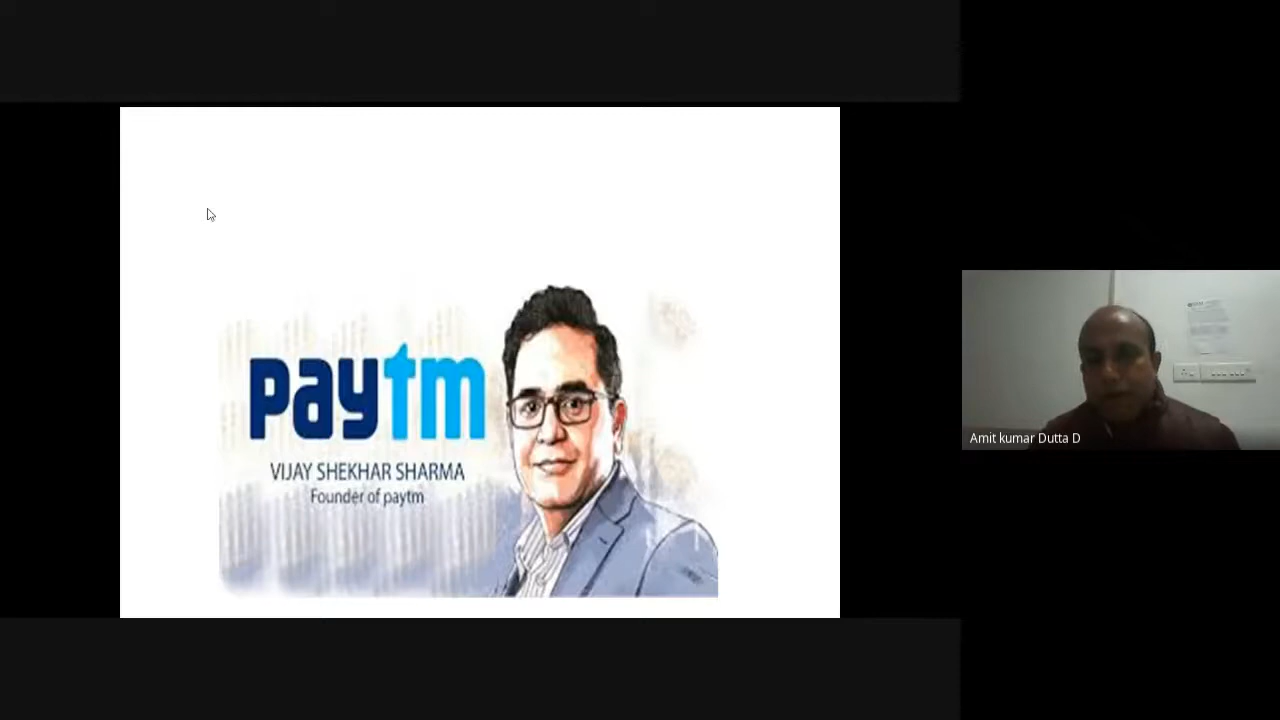 paytm
VIJAY SHEKHAR SHARMA
Founder of paytm
Amit kumar Dutta D